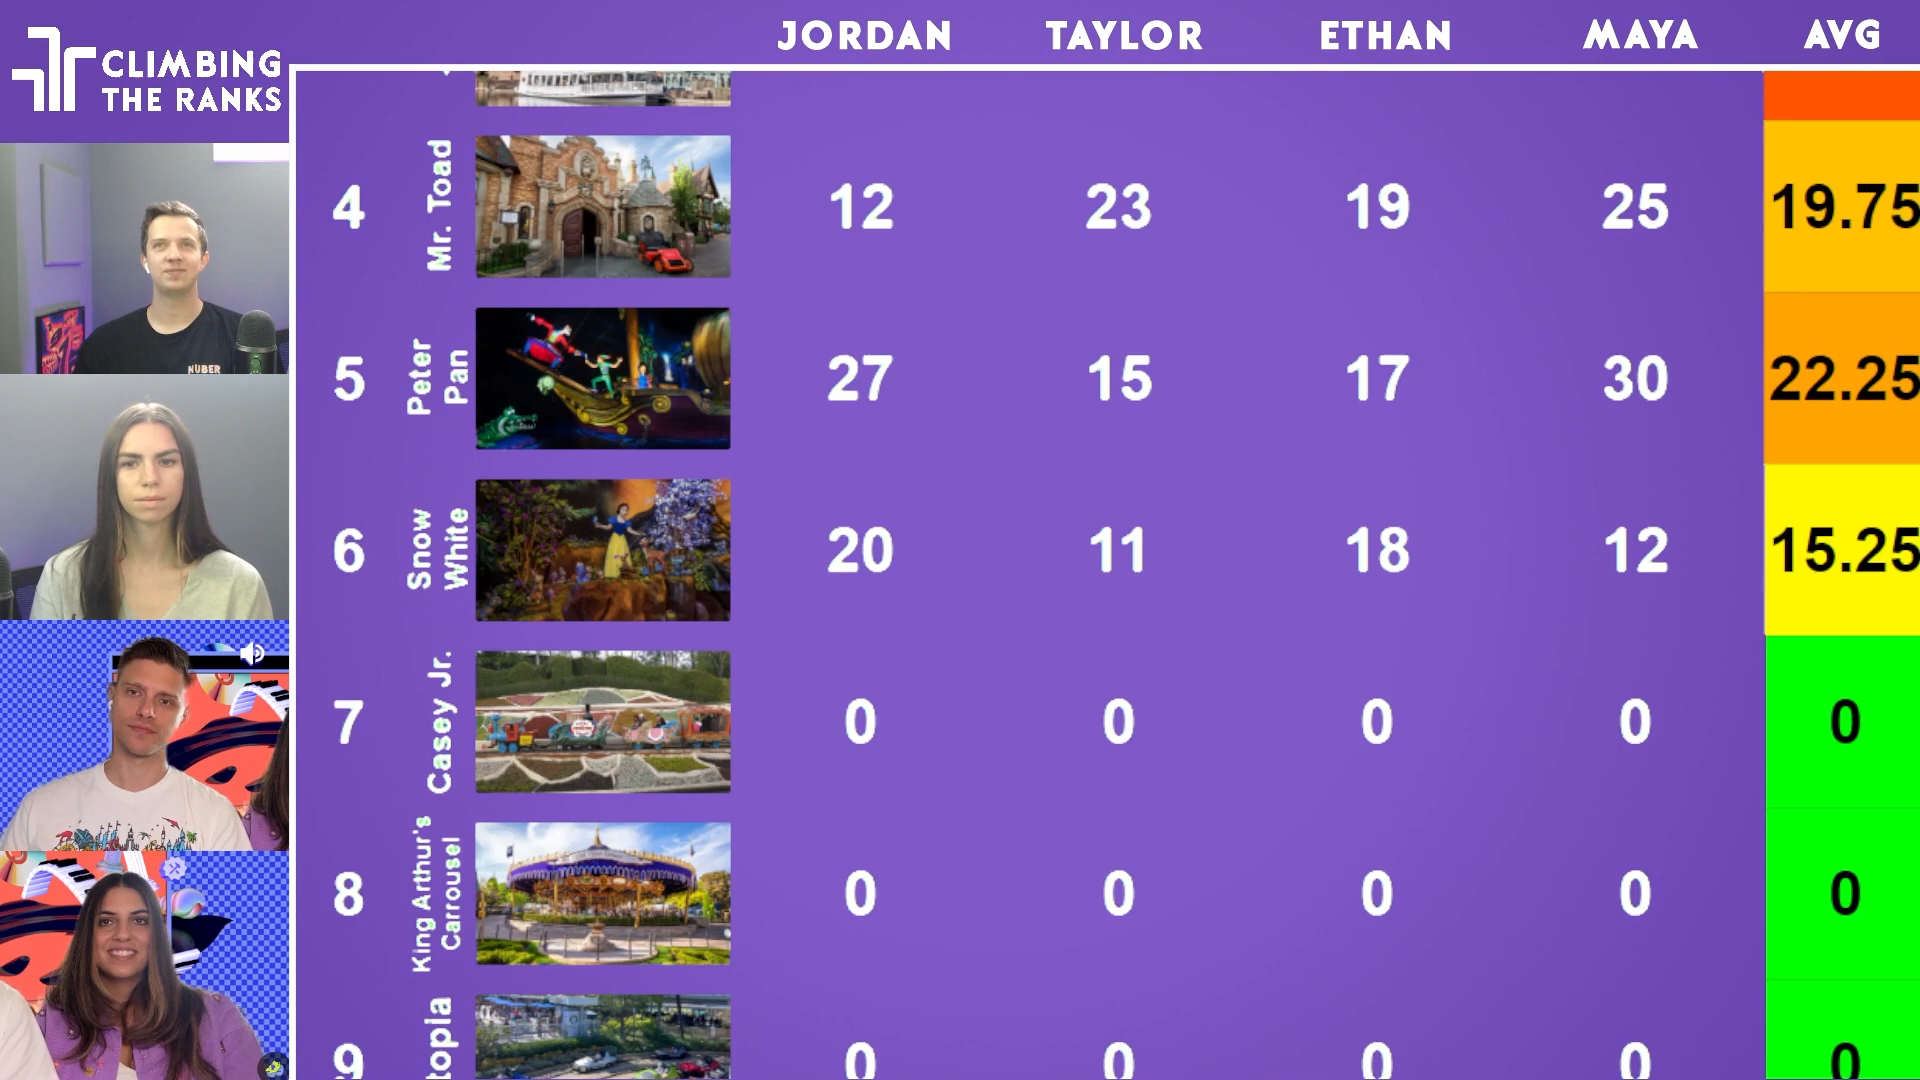 CLIMBING
THE RANKS
JORDAN TAYLOR ETHAN MAYA AVG
4 Mr. Toad 12 23 19 25 19.75
5 Peter
Pan 27 15 17 30 22.25
6 Snow
White 20 11 18 12 15.25
7 Casey Jr. 0 0 0 0 0
8 King Arthur's
Carrousel 0 0 0 0 0
9 topia 0 0 0 0 0
NUBER